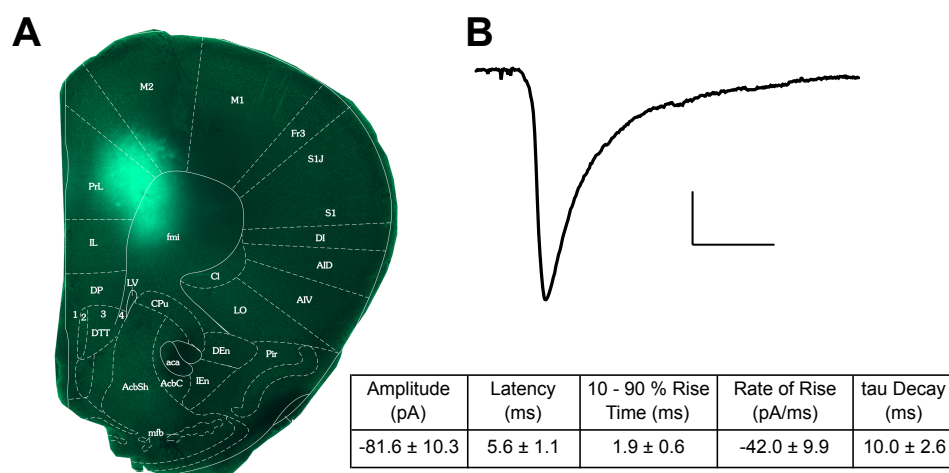 A
B
M2
M1
Fr3
S1J
PrL
S1
fmi
IL
DI
AID
CI
DP
LV
AIV
CPu
LO
1 2 3 4
DTT
DEn
Pir
aca
AcbSh
AcbC
IEn
mfb
Amplitude (pA)
Latency (ms)
10 - 90 % Rise Time (ms)
Rate of Rise (pA/ms)
tau Decay (ms)
-81.6 ± 10.3
5.6 ± 1.1
1.9 ± 0.6
-42.0 ± 9.9
10.0 ± 2.6